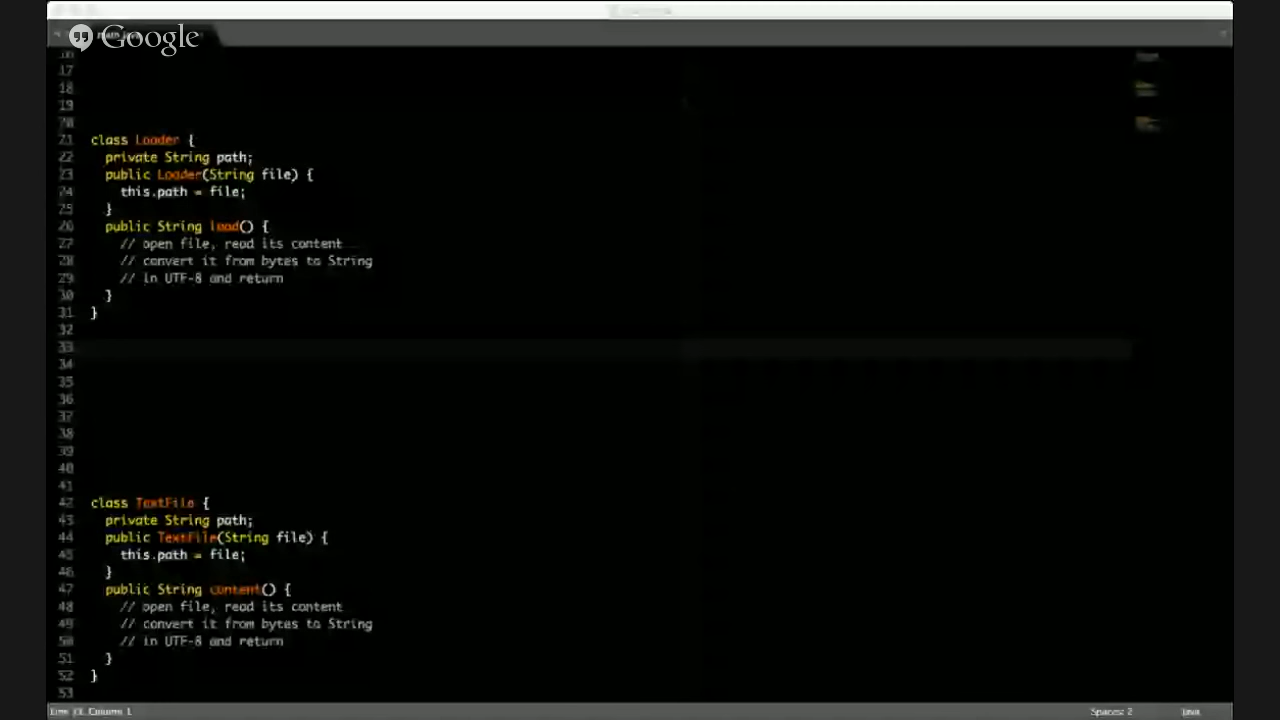 Google
16
17
18
19
20
21 class Loader {
22 private String path;
23 public Loader(String file) {
24 this.path = file;
25 }
26 public String load() {
27 // open file, read its content
28 // convert it from bytes to String
29 // in UTF-8 and return
30 }
31 }
32
33
34
35
36
37
38
39
40
41
42 class TextFile {
43 private String path;
44 public TextFile(String file) {
45 this.path = file;
46 }
47 public String content() {
48 // open file, read its content
49 // convert it from bytes to String
50 // in UTF-8 and return
51 }
52 }
53
Line 33, Column 1 Spaces: 2 Java